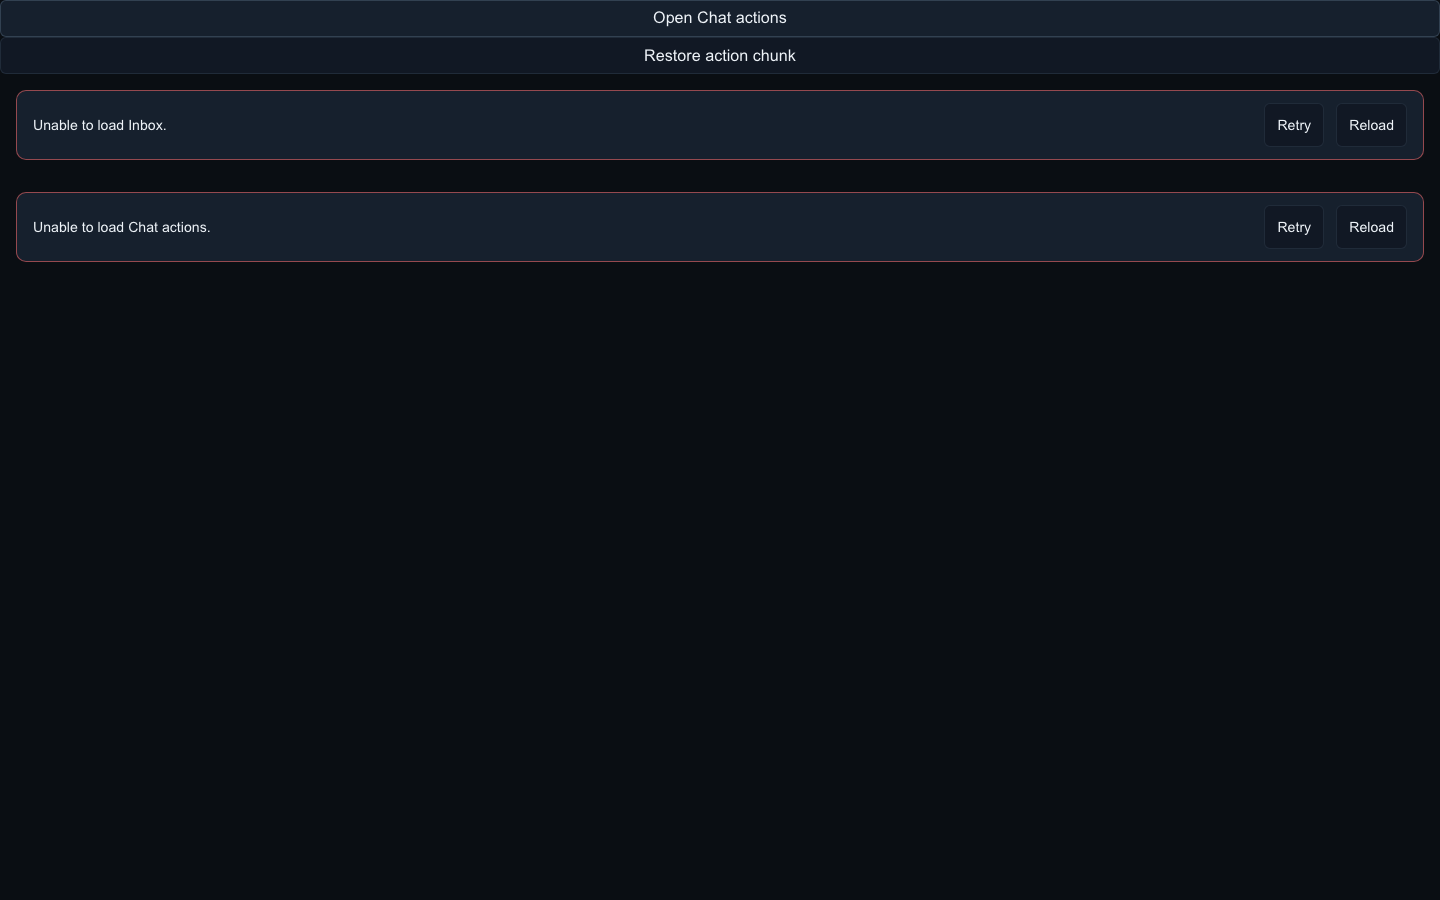 Open Chat actions
Restore action chunk
Unable to load Inbox. Retry Reload
Unable to load Chat actions. Retry Reload